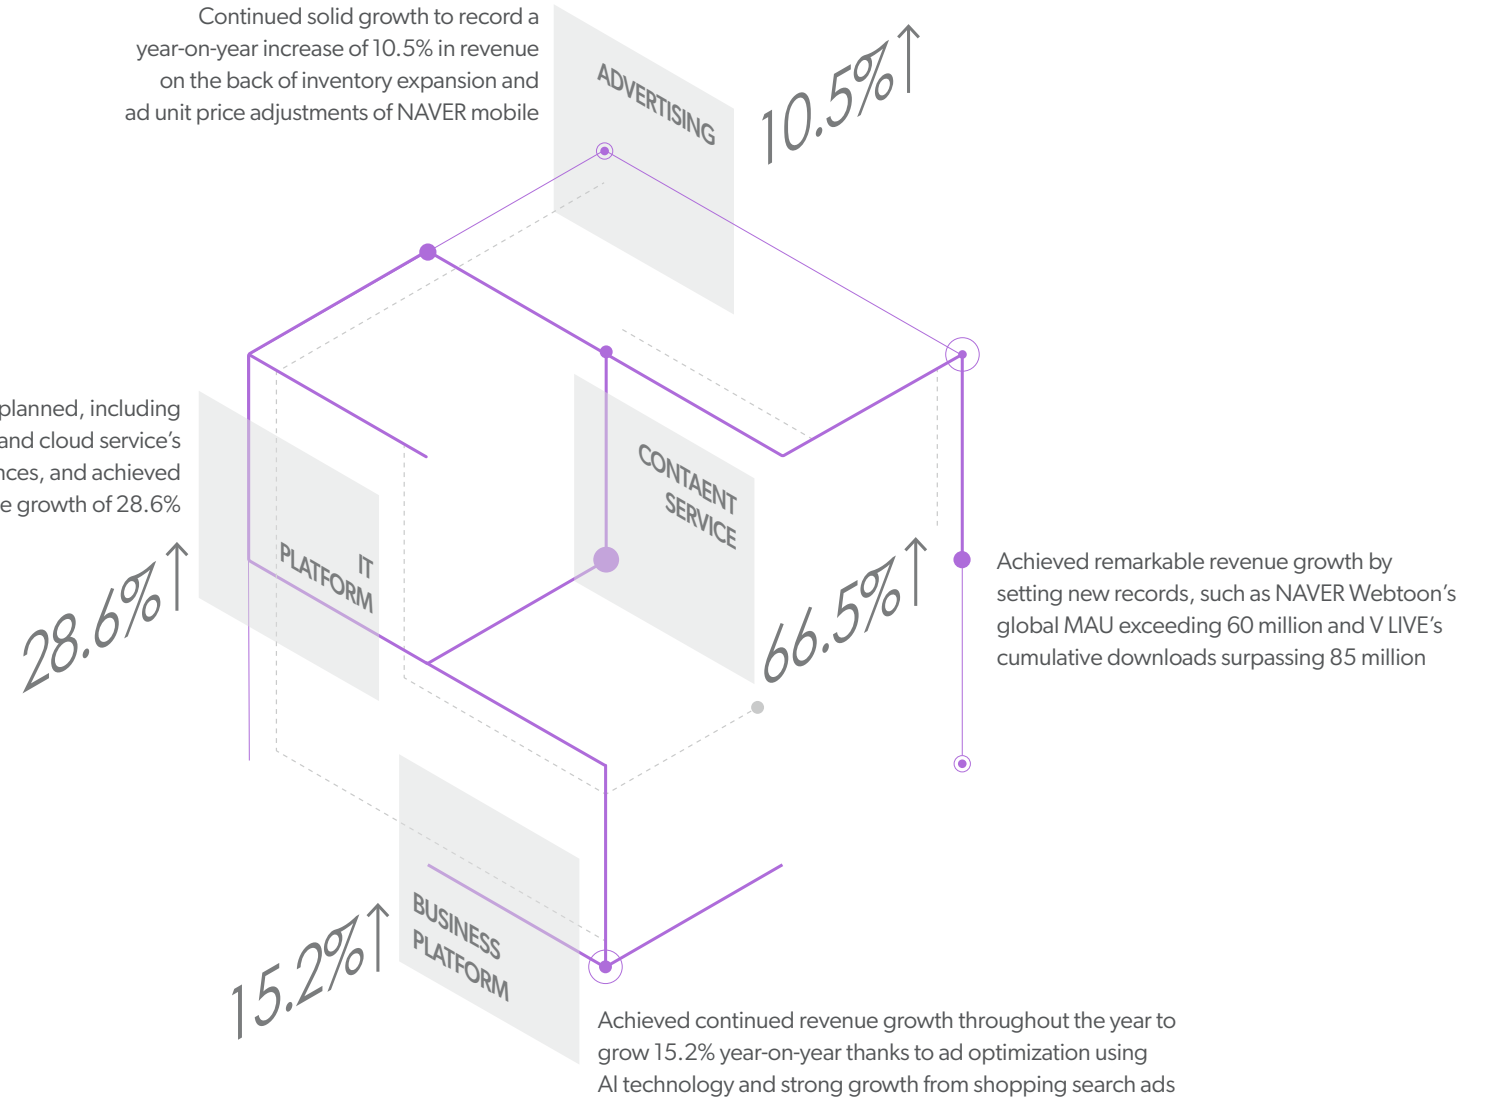 Continued solid growth to record a
year-on-year increase of 10.5% in revenue
on the back of inventory expansion and
ad unit price adjustments of NAVER mobile
ADVERTISING
10.5%↑
planned, including
and cloud service’s
and achieved
growth of 28.6%
IT
PLATFORM
28.6%↑
CONTAENT
SERVICE
66.5%↑
Achieved remarkable revenue growth by
setting new records, such as NAVER Webtoon’s
global MAU exceeding 60 million and V LIVE’s
cumulative downloads surpassing 85 million
BUSINESS
PLATFORM
15.2%↑
Achieved continued revenue growth throughout the year to
grow 15.2% year-on-year thanks to ad optimization using
AI technology and strong growth from shopping search ads